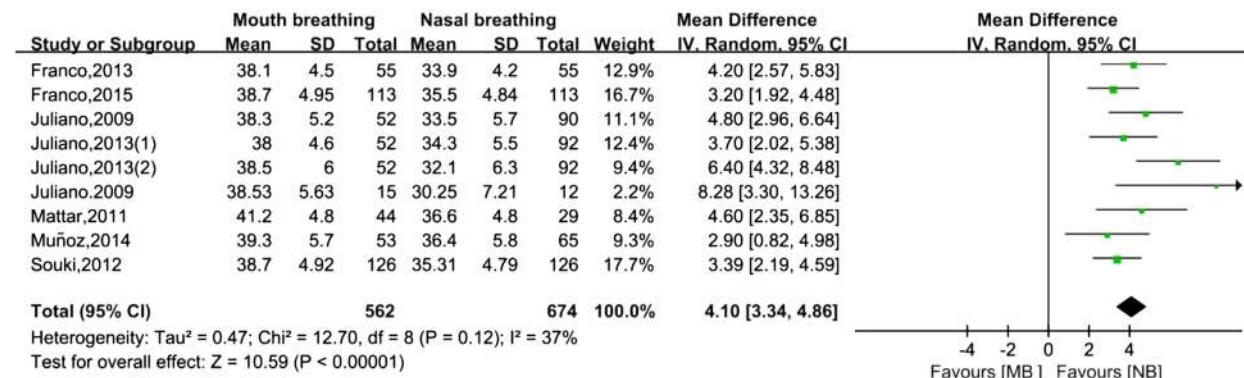 Mouth breathing Nasal breathing Mean Difference Mean Difference
Study or Subgroup Mean SD Total Mean SD Total Weight IV, Random, 95% CI IV, Random, 95% CI
Franco,2013 38.1 4.5 55 33.9 4.2 55 12.9% 4.20 [2.57, 5.83]
Franco,2015 38.7 4.95 113 35.5 4.84 113 16.7% 3.20 [1.92, 4.48]
Juliano,2009 38.3 5.2 52 33.5 5.7 90 11.1% 4.80 [2.96, 6.64]
Juliano,2013(1) 38 4.6 52 34.3 5.5 92 12.4% 3.70 [2.02, 5.38]
Juliano,2013(2) 38.5 6 52 32.1 6.3 92 9.4% 6.40 [4.32, 8.48]
Juliano.2009 38.53 5.63 15 30.25 7.21 12 2.2% 8.28 [3.30, 13.26]
Mattar,2011 41.2 4.8 44 36.6 4.8 29 8.4% 4.60 [2.35, 6.85]
Muñoz,2014 39.3 5.7 53 36.4 5.8 65 9.3% 2.90 [0.82, 4.98]
Souki,2012 38.7 4.92 126 35.31 4.79 126 17.7% 3.39 [2.19, 4.59]
Total (95% CI) 562 674 100.0% 4.10 [3.34, 4.86]
Heterogeneity: Tau² = 0.47; Chi² = 12.70, df = 8 (P = 0.12); I² = 37%
Test for overall effect: Z = 10.59 (P < 0.00001)
-4 -2 0 2 4
Favours [MB] Favours [NB]